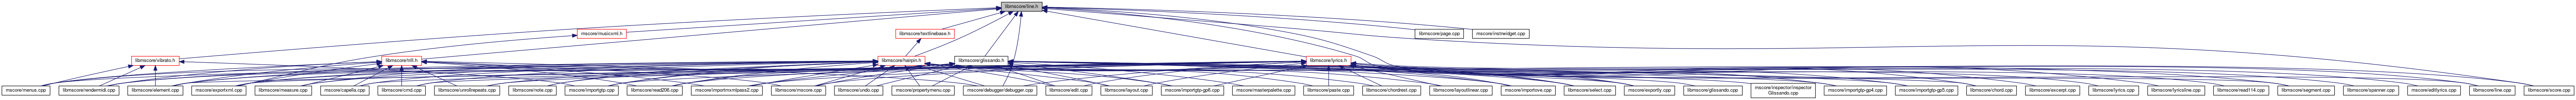 libmscore/line.h
mscore/musicxml.h
libmscore/textlinebase.h
libmscore/page.cpp
mscore/instrwidget.cpp
libmscore/vibrato.h
libmscore/trill.h
libmscore/hairpin.h
libmscore/glissando.h
libmscore/lyrics.h
mscore/menus.cpp
libmscore/rendermidi.cpp
libmscore/element.cpp
mscore/exportxml.cpp
libmscore/measure.cpp
mscore/capella.cpp
libmscore/cmd.cpp
libmscore/unrollrepeats.cpp
libmscore/note.cpp
mscore/importgtp.cpp
libmscore/read206.cpp
mscore/importmxmlpass2.cpp
mscore/mscore.cpp
libmscore/undo.cpp
mscore/propertymenu.cpp
mscore/debugger/debugger.cpp
libmscore/edit.cpp
libmscore/layout.cpp
mscore/importgtp-gp6.cpp
mscore/masterpalette.cpp
libmscore/paste.cpp
libmscore/chordrest.cpp
libmscore/layoutlinear.cpp
mscore/importove.cpp
libmscore/select.cpp
mscore/exportly.cpp
libmscore/glissando.cpp
mscore/inspector/inspector
Glissando.cpp
mscore/importgtp-gp4.cpp
mscore/importgtp-gp5.cpp
libmscore/chord.cpp
libmscore/excerpt.cpp
libmscore/lyrics.cpp
libmscore/lyricsline.cpp
libmscore/read114.cpp
libmscore/segment.cpp
libmscore/spanner.cpp
mscore/editlyrics.cpp
libmscore/line.cpp
libmscore/score.cpp